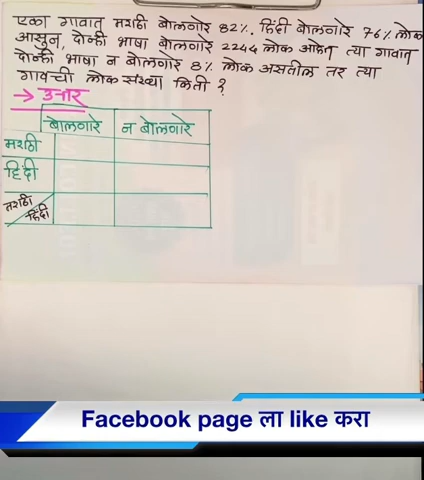 एका गावात मराठी बोलणारे 82%. हिंदी बोलणारे 76% लोक
आसुन, दोन्ही भाषा बोलणारे 2244 लोक आहेत त्या गावात
दोन्ही भाषा न बोलणारे 8% लोक असतील तर त्या
गावची लोकसंख्या किती ?
→ उत्तर
बोलणारे न बोलणारे
मराठी
हिंदी
मराठी
हिंदी
Facebook page ला like करा